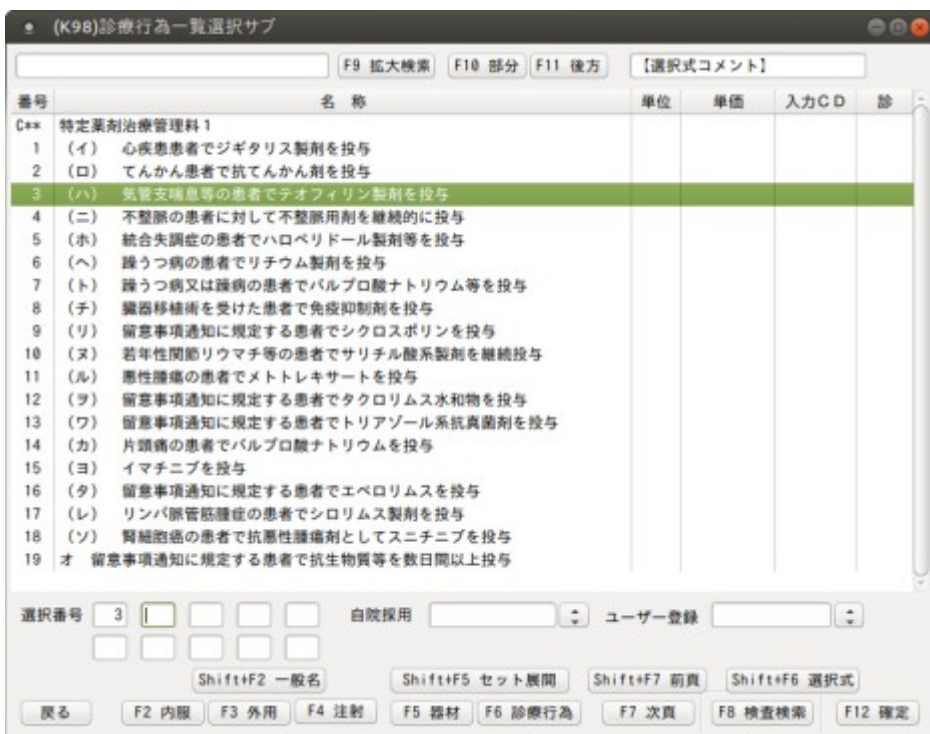 (K98)診療行為一覧選択サブ
F9 拡大検索 F10 部分 F11 後方 【選択式コメント】
番号 名 称 単位 単価 入力CD 診
C** 特定薬剤治療管理料1
1 (イ) 心疾患患者でジギタリス製剤を投与
2 (ロ) てんかん患者で抗てんかん剤を投与
3 (ハ) 気管支喘息等の患者でテオフィリン製剤を投与
4 (ニ) 不整脈の患者に対して不整脈用剤を継続的に投与
5 (ホ) 統合失調症の患者でハロペリドール製剤等を投与
6 (ヘ) 躁うつ病の患者でリチウム製剤を投与
7 (ト) 躁うつ病又は躁病の患者でバルプロ酸ナトリウム等を投与
8 (チ) 臓器移植術を受けた患者で免疫抑制剤を投与
9 (リ) 留意事項通知に規定する患者でシクロスポリンを投与
10 (ヌ) 若年性関節リウマチ等の患者でサリチル酸系製剤を継続投与
11 (ル) 悪性腫瘍の患者でメトトレキサートを投与
12 (ヲ) 留意事項通知に規定する患者でタクロリムス水和物を投与
13 (ワ) 留意事項通知に規定する患者でトリアゾール系抗真菌剤を投与
14 (カ) 片頭痛の患者でバルプロ酸ナトリウムを投与
15 (ヨ) イマチニブを投与
16 (タ) 留意事項通知に規定する患者でエベロリムスを投与
17 (レ) リンパ脈管筋腫症の患者でシロリムス製剤を投与
18 (ソ) 腎細胞癌の患者で抗悪性腫瘍剤としてスニチニブを投与
19 オ 留意事項通知に規定する患者で抗生物質等を数日間以上投与
選択番号 3 自院採用 ユーザー登録
Shift+F2 一般名 Shift+F5 セット展開 Shift+F7 前頁 Shift+F6 選択式
戻る F2 内服 F3 外用 F4 注射 F5 器材 F6 診療行為 F7 次頁 F8 検査検索 F12 確定